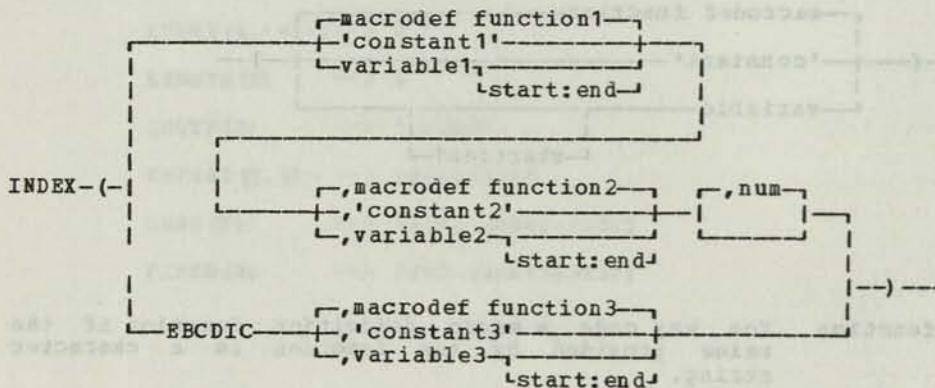 macrodef function1
'constant1'
variable1
start:end
INDEX (
,macrodef function2
,'constant2'
,variable2
start:end
,num
)
EBCDIC
,macrodef function3
,'constant3'
,variable3
start:end